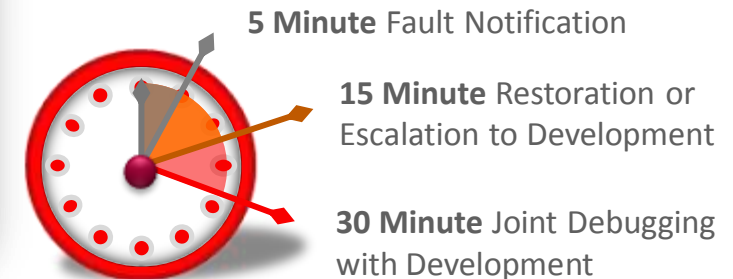 5 Minute Fault Notification
15 Minute Restoration or
Escalation to Development
30 Minute Joint Debugging
with Development